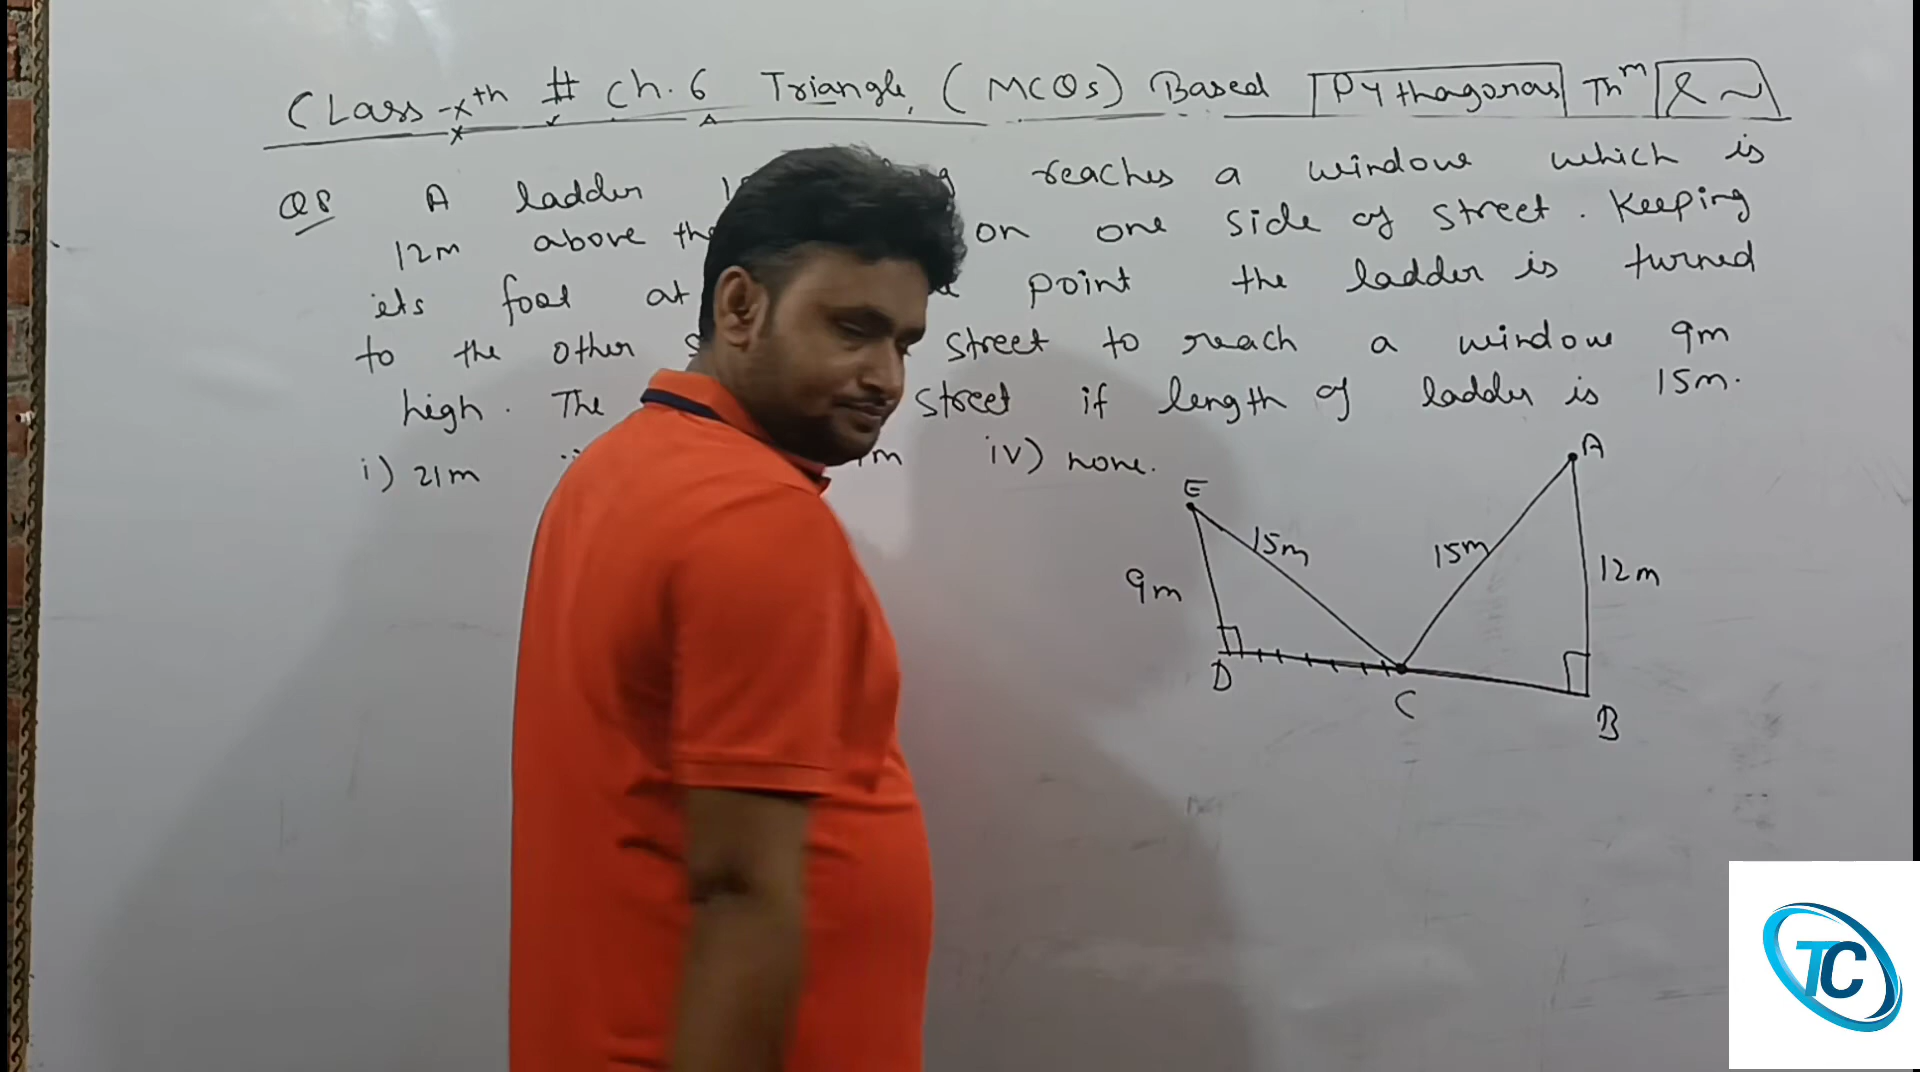 CLass -xth # Ch. 6 Triangle, (MCQs) Based Pythagoras Thm & ~
Q8 A ladder reaches a window which is
12m above the on one side of street. Keeping
its foot at point the ladder is turned
to the other street to reach a window 9m
high. The street if length of ladder is 15m.
i) 21m iv) none.
A
E
15m
15m
12m
9m
D
C
B
TC